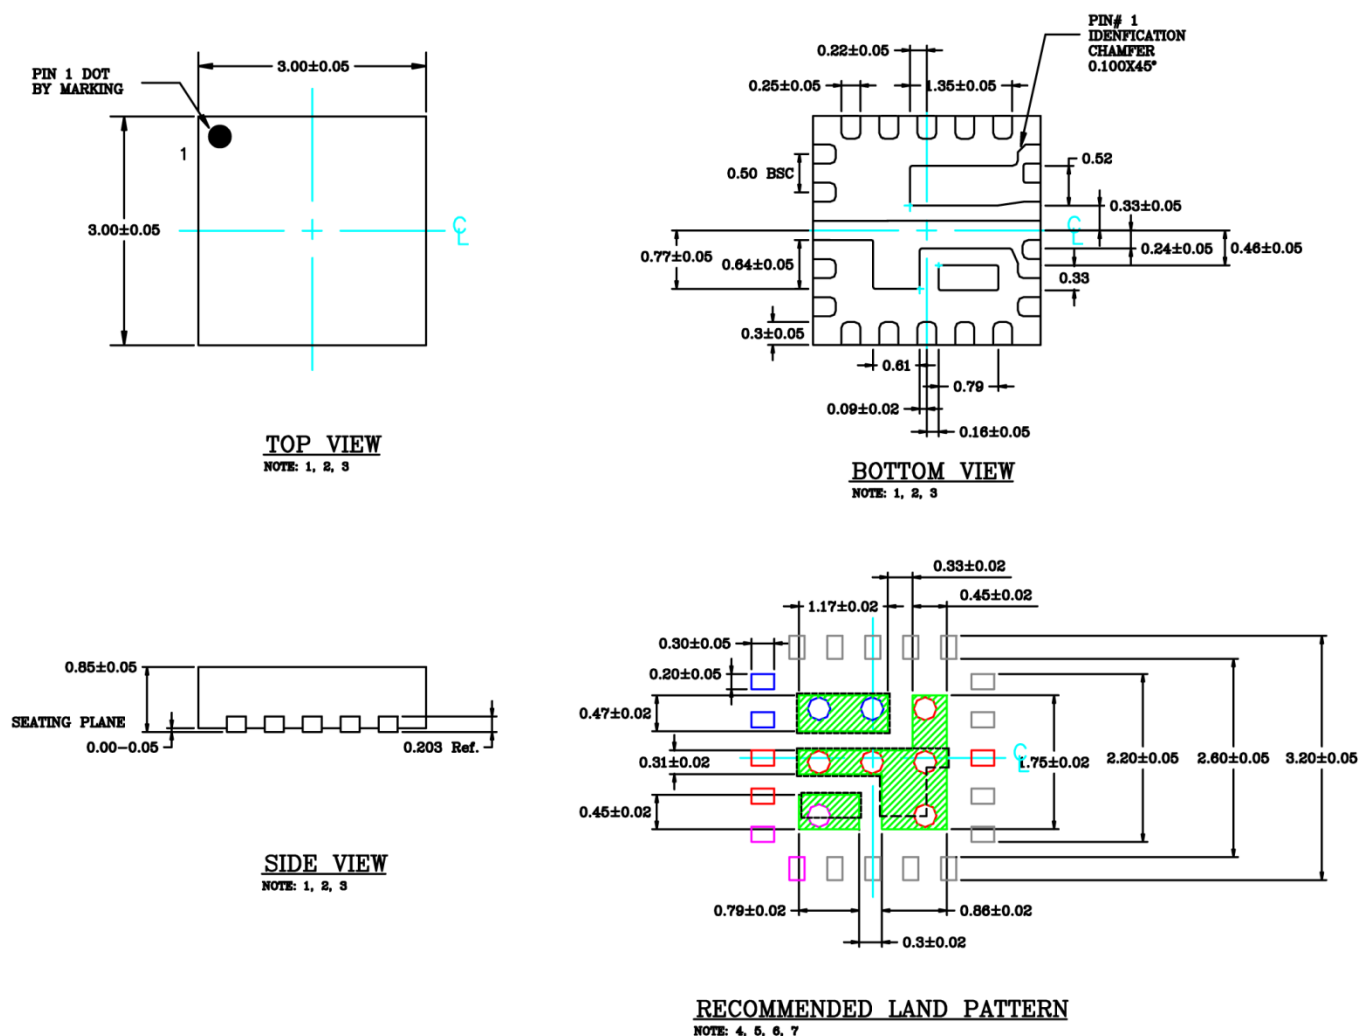 PIN 1 DOT
BY MARKING
3.00±0.05
1
3.00±0.05
C
L
TOP VIEW
NOTE: 1, 2, 3
PIN# 1
IDENFICATION
CHAMFER
0.100X45°
0.22±0.05
0.25±0.05
1.35±0.05
0.50 BSC
0.52
0.33±0.05
C
L
0.24±0.05
0.46±0.05
0.77±0.05
0.64±0.05
0.33
0.3±0.05
0.61
0.79
0.09±0.02
0.16±0.05
BOTTOM VIEW
NOTE: 1, 2, 3
0.85±0.05
SEATING PLANE
0.00-0.05
0.203 Ref.
SIDE VIEW
NOTE: 1, 2, 3
0.33±0.02
1.17±0.02
0.45±0.02
0.30±0.05
0.20±0.05
0.47±0.02
0.31±0.02
C
L
1.75±0.02
2.20±0.05
2.60±0.05
3.20±0.05
0.45±0.02
0.79±0.02
0.86±0.02
0.3±0.02
RECOMMENDED LAND PATTERN
NOTE: 4, 5, 6, 7